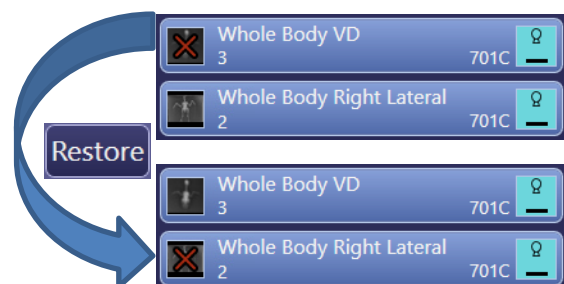 Whole Body VD
3 701C
Whole Body Right Lateral
2 701C
Restore
Whole Body VD
3 701C
Whole Body Right Lateral
2 701C